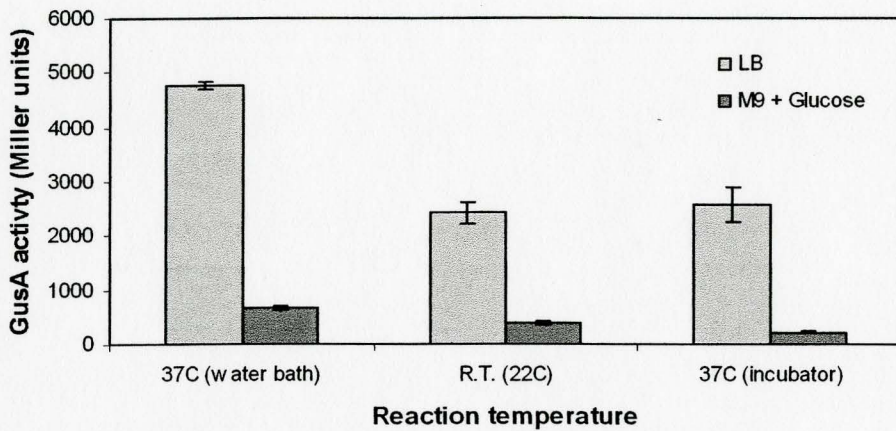 6000
5000
4000
3000
2000
1000
0
GusA activty (Miller units)
LB
M9 + Glucose
37C (water bath)
R.T. (22C)
37C (incubator)
Reaction temperature